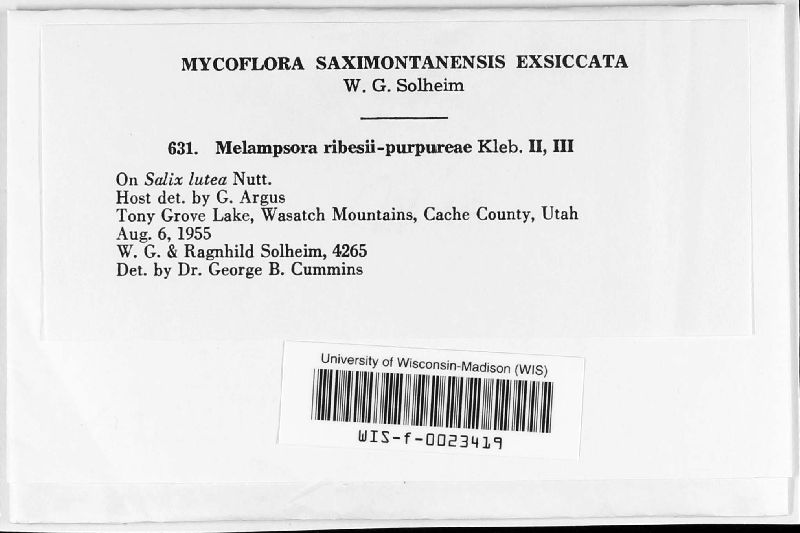 MYCOFLORA SAXIMONTANENSIS EXSICCATA
W. G. Solheim
631. Melampsora ribesii-purpureae Kleb. II, III
On Salix lutea Nutt.
Host det. by G. Argus
Tony Grove Lake, Wasatch Mountains, Cache County, Utah
Aug. 6, 1955
W. G. & Ragnhild Solheim, 4265
Det. by Dr. George B. Cummins
University of Wisconsin-Madison (WIS)
WIS-f-0023419